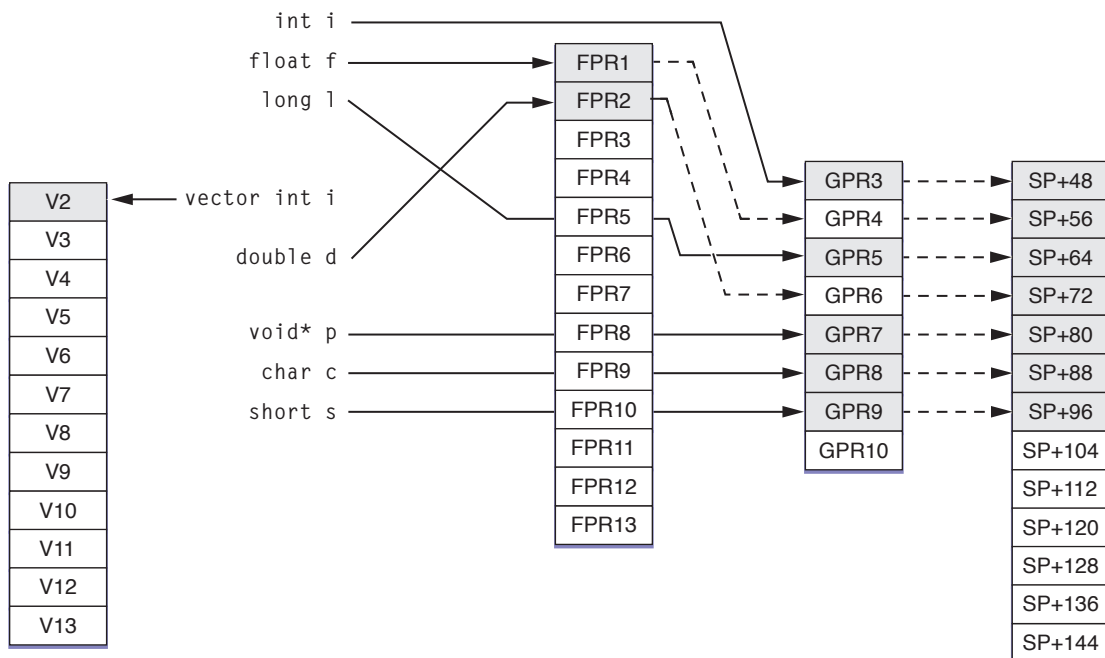 int i
float f
long l
vector int i
double d
void* p
char c
short s
V2
V3
V4
V5
V6
V7
V8
V9
V10
V11
V12
V13
FPR1
FPR2
FPR3
FPR4
FPR5
FPR6
FPR7
FPR8
FPR9
FPR10
FPR11
FPR12
FPR13
GPR3
GPR4
GPR5
GPR6
GPR7
GPR8
GPR9
GPR10
SP+48
SP+56
SP+64
SP+72
SP+80
SP+88
SP+96
SP+104
SP+112
SP+120
SP+128
SP+136
SP+144